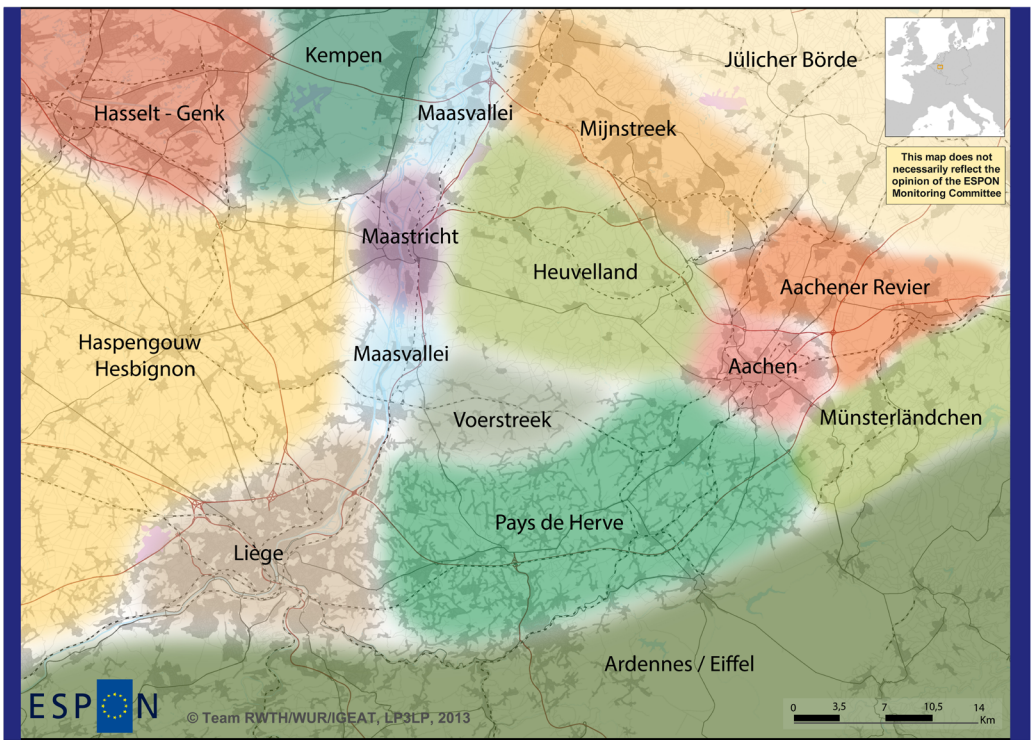 Kempen
Jülicher Börde
Hasselt - Genk
Maasvallei
Mijnstreek
This map does not
necessarily reflect the
opinion of the ESPON
Monitoring Committee
Maastricht
Heuvelland
Aachener Revier
Haspengouw
Hesbignon
Maasvallei
Aachen
Voerstreek
Münsterländchen
Pays de Herve
Liège
Ardennes / Eiffel
ESPON
© Team RWTH/WUR/IGEAT, LP3LP, 2013
0 3,5 7 10,5 14
Km